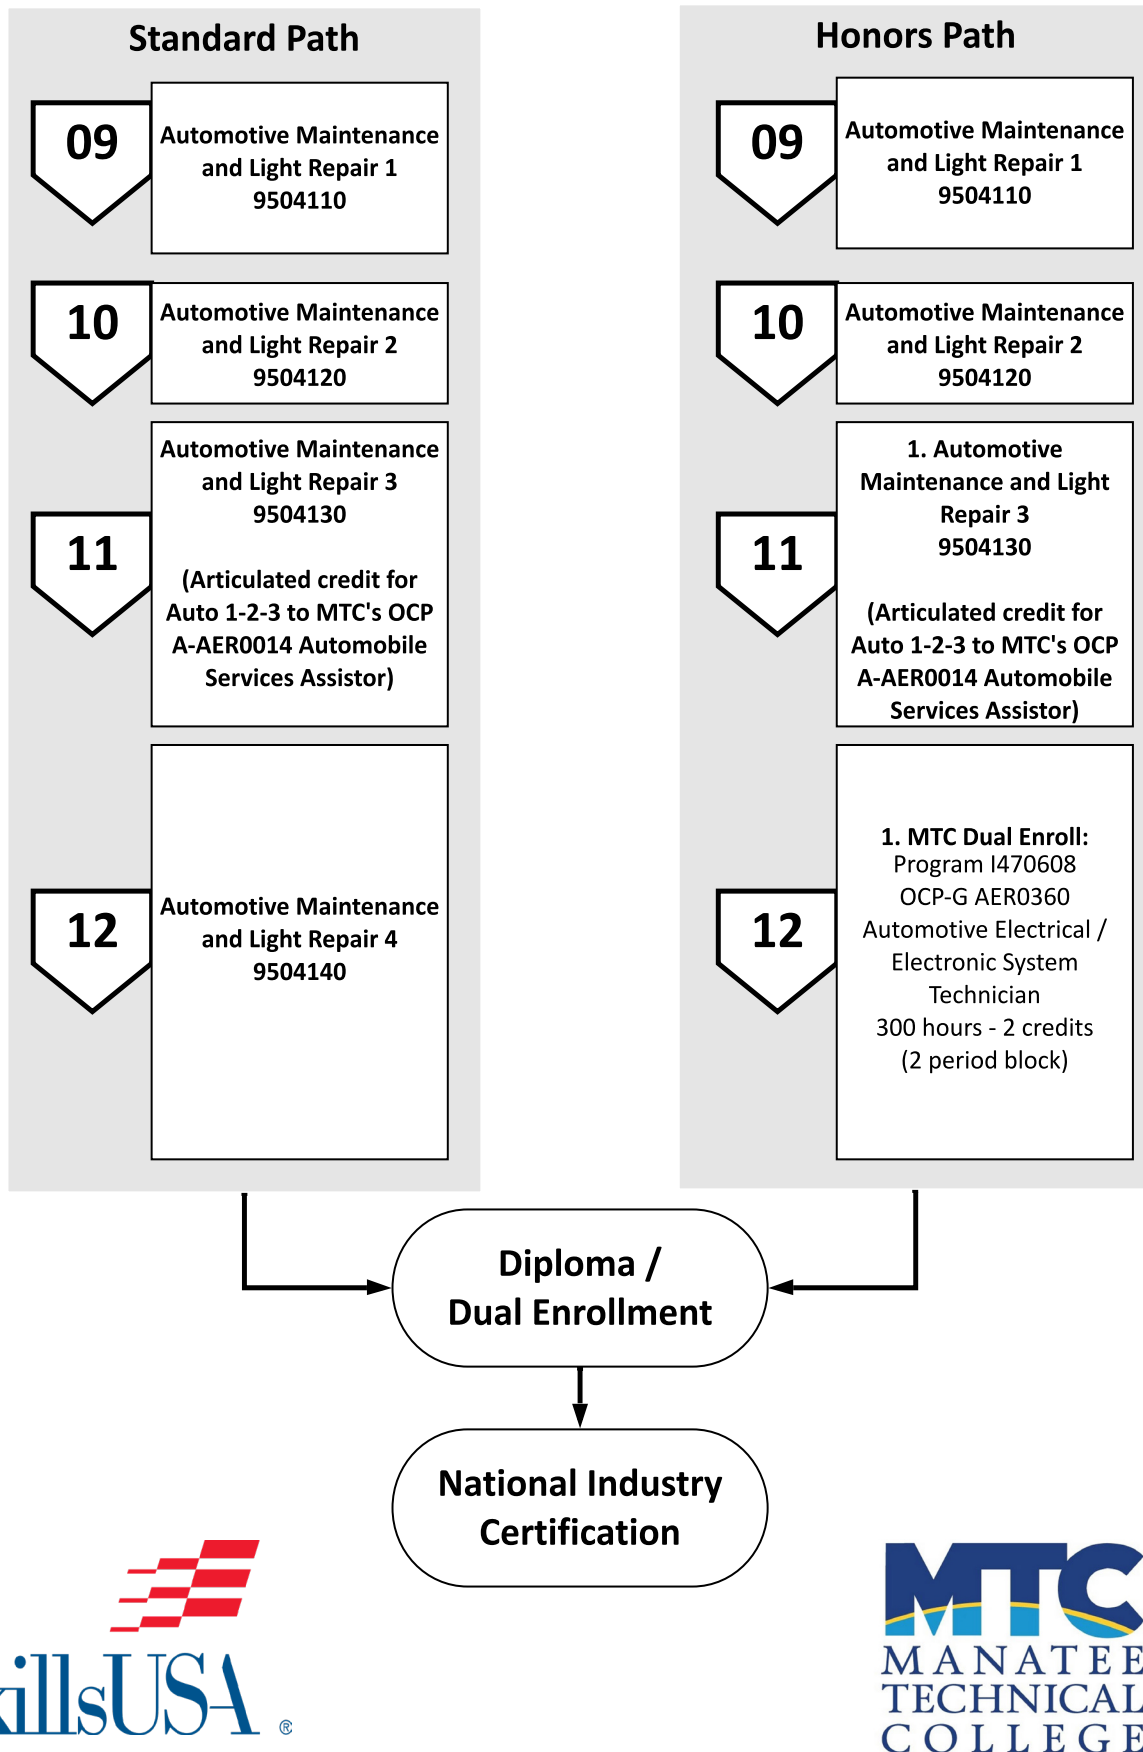 Standard Path
09
Automotive Maintenance
and Light Repair 1
9504110
10
Automotive Maintenance
and Light Repair 2
9504120
11
Automotive Maintenance
and Light Repair 3
9504130
(Articulated credit for
Auto 1-2-3 to MTC's OCP
A-AER0014 Automobile
Services Assistor)
12
Automotive Maintenance
and Light Repair 4
9504140
Honors Path
09
Automotive Maintenance
and Light Repair 1
9504110
10
Automotive Maintenance
and Light Repair 2
9504120
11
1. Automotive
Maintenance and Light
Repair 3
9504130
(Articulated credit for
Auto 1-2-3 to MTC's OCP
A-AER0014 Automobile
Services Assistor)
12
1. MTC Dual Enroll:
Program I470608
OCP-G AER0360
Automotive Electrical /
Electronic System
Technician
300 hours - 2 credits
(2 period block)
Diploma /
Dual Enrollment
National Industry
Certification
killsUSA ®
MTC
MANATEE
TECHNICAL
COLLEGE